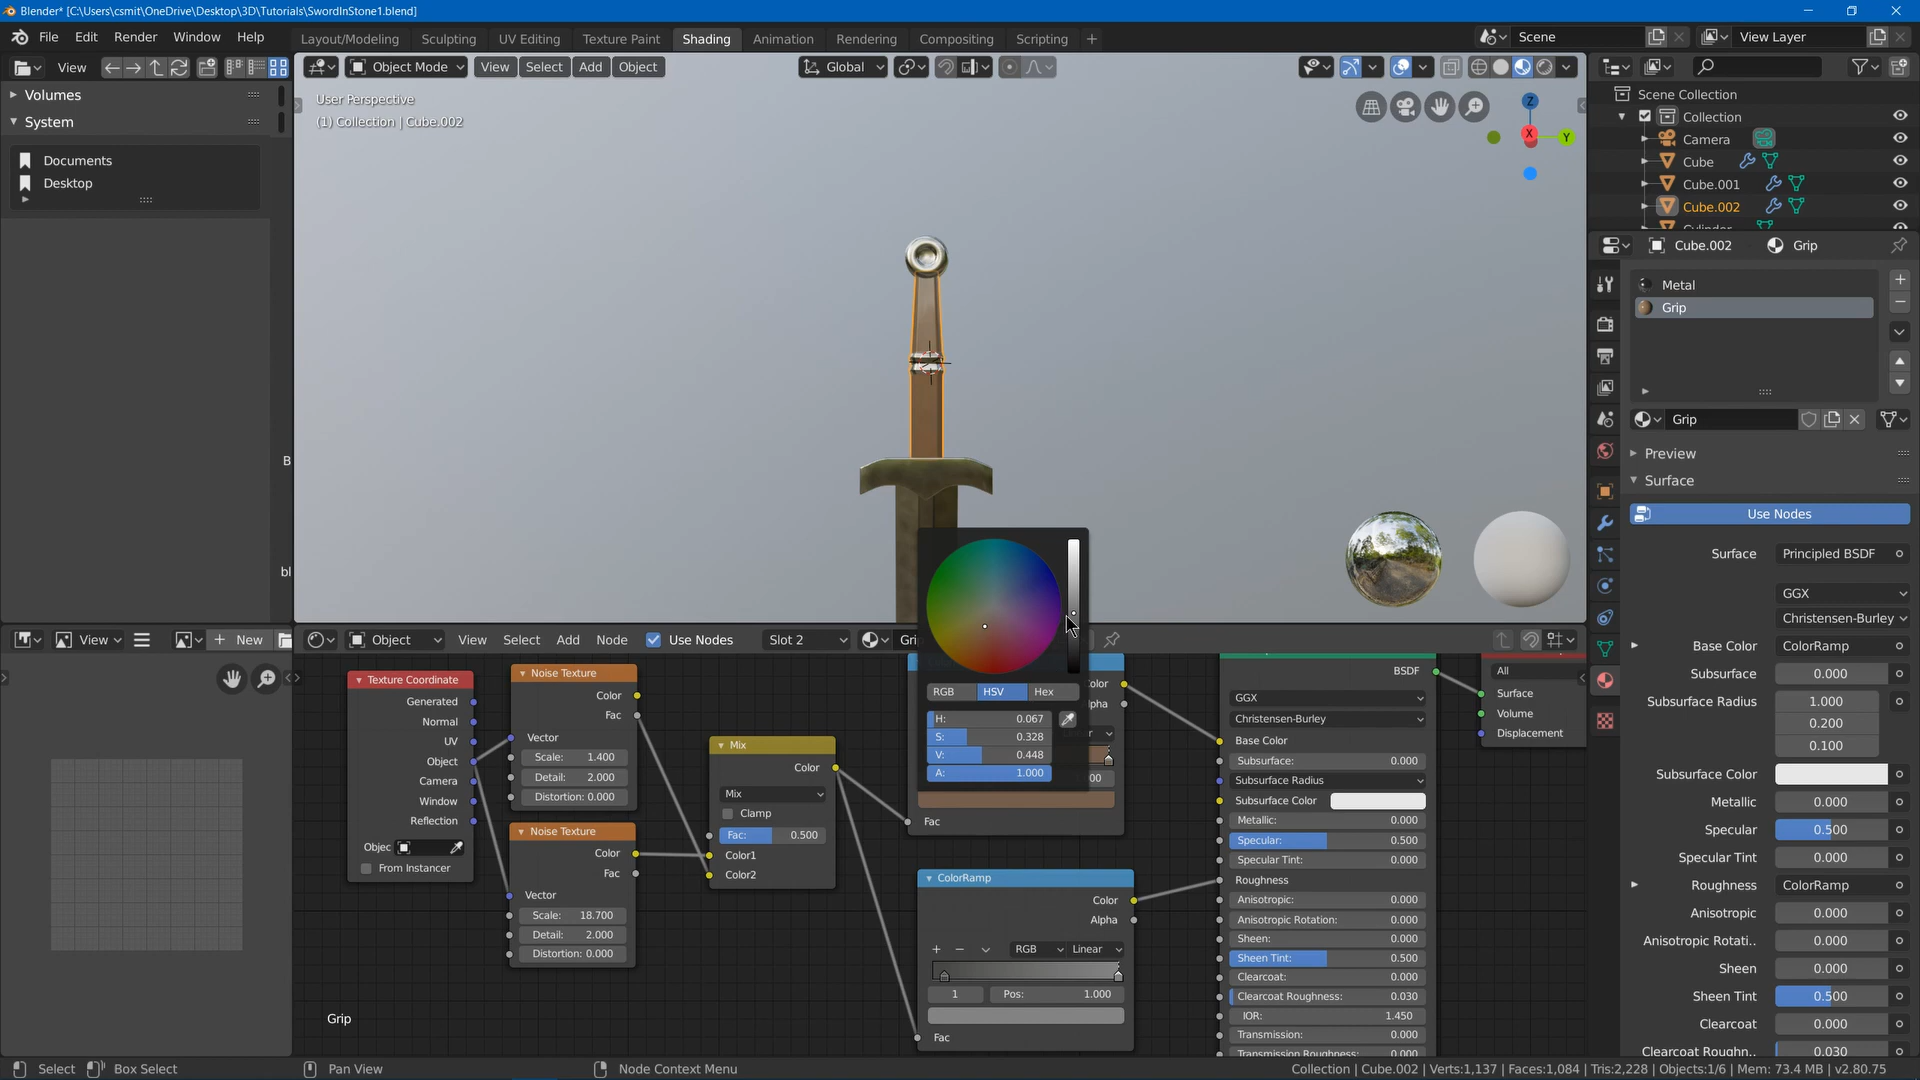 Blender* [C:\Users\csmit\OneDrive\Desktop\3D\Tutorials\SwordInStone1.blend]
File Edit Render Window Help
Layout/Modeling Sculpting UV Editing Texture Paint Shading Animation Rendering Compositing Scripting
Scene
View Layer
View
Object Mode
View Select Add Object
Global
Volumes
System
Documents
Desktop
User Perspective
(1) Collection | Cube.002
Z
X
Y
Scene Collection
Collection
Camera
Cube
Cube.001
Cube.002
Cube.002 Grip
Metal
Grip
Grip
Preview
Surface
Use Nodes
Surface Principled BSDF
GGX
Christensen-Burley
Base Color ColorRamp
Subsurface 0.000
Subsurface Radius 1.000
0.200
0.100
Subsurface Color
Metallic 0.000
Specular 0.500
Specular Tint 0.000
Roughness ColorRamp
Anisotropic 0.000
Anisotropic Rotati.. 0.000
Sheen 0.000
Sheen Tint 0.500
Clearcoat 0.000
Clearcoat Roughn.. 0.030
B
bl
View
New
Object
View Select Add Node
Use Nodes
Slot 2
Gri
Texture Coordinate
Generated
Normal
UV
Object
Camera
Window
Reflection
Objec
From Instancer
Noise Texture
Color
Fac
Vector
Scale: 1.400
Detail: 2.000
Distortion: 0.000
Noise Texture
Color
Fac
Vector
Scale: 18.700
Detail: 2.000
Distortion: 0.000
Mix
Color
Mix
Clamp
Fac: 0.500
Color1
Color2
RGB HSV Hex
H: 0.067
S: 0.328
V: 0.448
A: 1.000
olor
lpha
00
Fac
ColorRamp
Color
Alpha
RGB Linear
1 Pos: 1.000
Fac
BSDF
GGX
Christensen-Burley
Base Color
Subsurface: 0.000
Subsurface Radius
Subsurface Color
Metallic: 0.000
Specular: 0.500
Specular Tint: 0.000
Roughness
Anisotropic: 0.000
Anisotropic Rotation: 0.000
Sheen: 0.000
Sheen Tint: 0.500
Clearcoat: 0.000
Clearcoat Roughness: 0.030
IOR: 1.450
Transmission: 0.000
Transmission Roughness: 0.000
All
Surface
Volume
Displacement
Grip
Select Box Select Pan View Node Context Menu
Collection | Cube.002 | Verts:1,137 | Faces:1,084 | Tris:2,228 | Objects:1/6 | Mem: 73.4 MB | v2.80.75